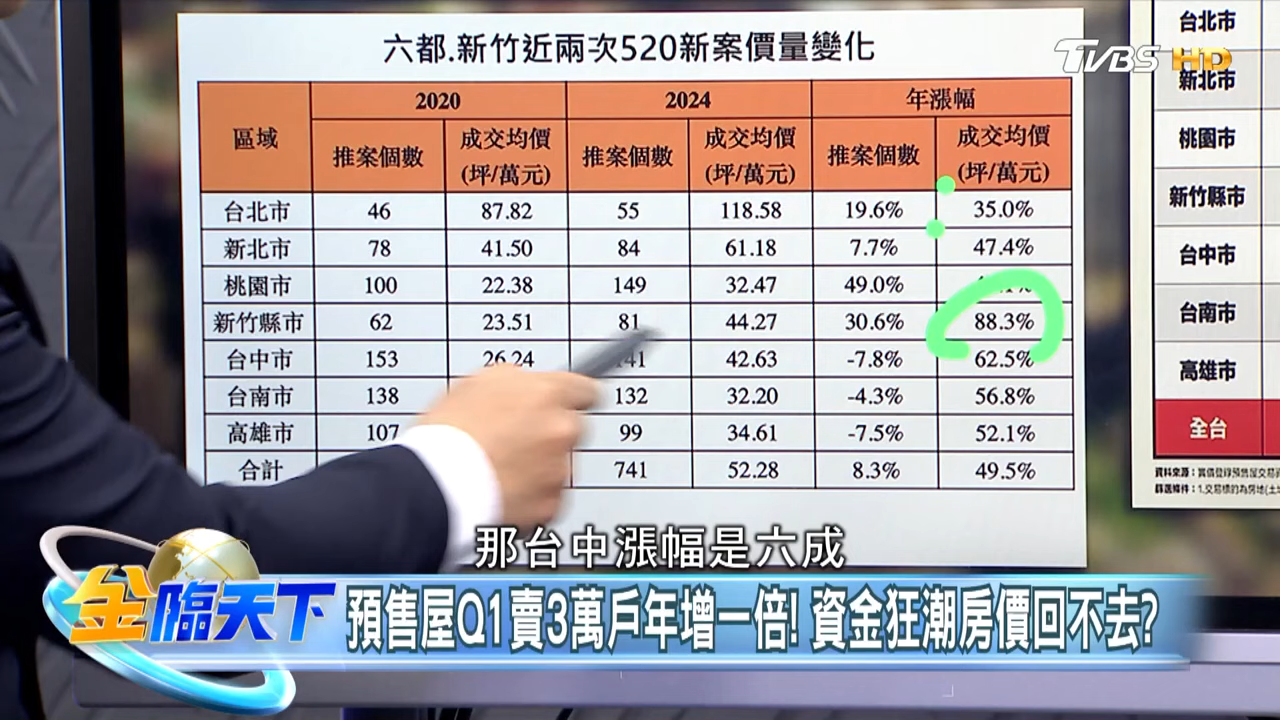 六都.新竹近兩次520新案價量變化
TVBS HD
區域 2020 2024 年漲幅
推案個數 成交均價(坪/萬元) 推案個數 成交均價(坪/萬元) 推案個數 成交均價(坪/萬元)
台北市 46 87.82 55 118.58 19.6% 35.0%
新北市 78 41.50 84 61.18 7.7% 47.4%
桃園市 100 22.38 149 32.47 49.0%
新竹縣市 62 23.51 81 44.27 30.6% 88.3%
台中市 153 26.24 42.63 -7.8% 62.5%
台南市 138 132 32.20 -4.3% 56.8%
高雄市 107 99 34.61 -7.5% 52.1%
合計 741 52.28 8.3% 49.5%
台北市
新北市
桃園市
新竹縣市
台中市
台南市
高雄市
全台
那台中漲幅是六成
金臨天下
預售屋Q1賣3萬戶年增一倍! 資金狂潮房價回不去?